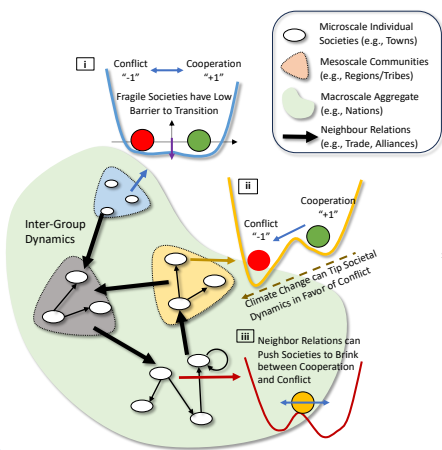 i
Conflict
"-1"
Cooperation
"+1"
Fragile Societies have Low
Barrier to Transition
Microscale Individual
Societies (e.g., Towns)
Mesoscale Communities
(e.g., Regions/Tribes)
Macroscale Aggregate
(e.g., Nations)
Neighbour Relations
(e.g., Trade, Alliances)
ii
Cooperation
"+1"
Conflict
"-1"
Climate Change can Tip Societal
Dynamics in Favor of Conflict
Inter-Group
Dynamics
iii
Neighbor Relations can
Push Societies to Brink
between Cooperation
and Conflict